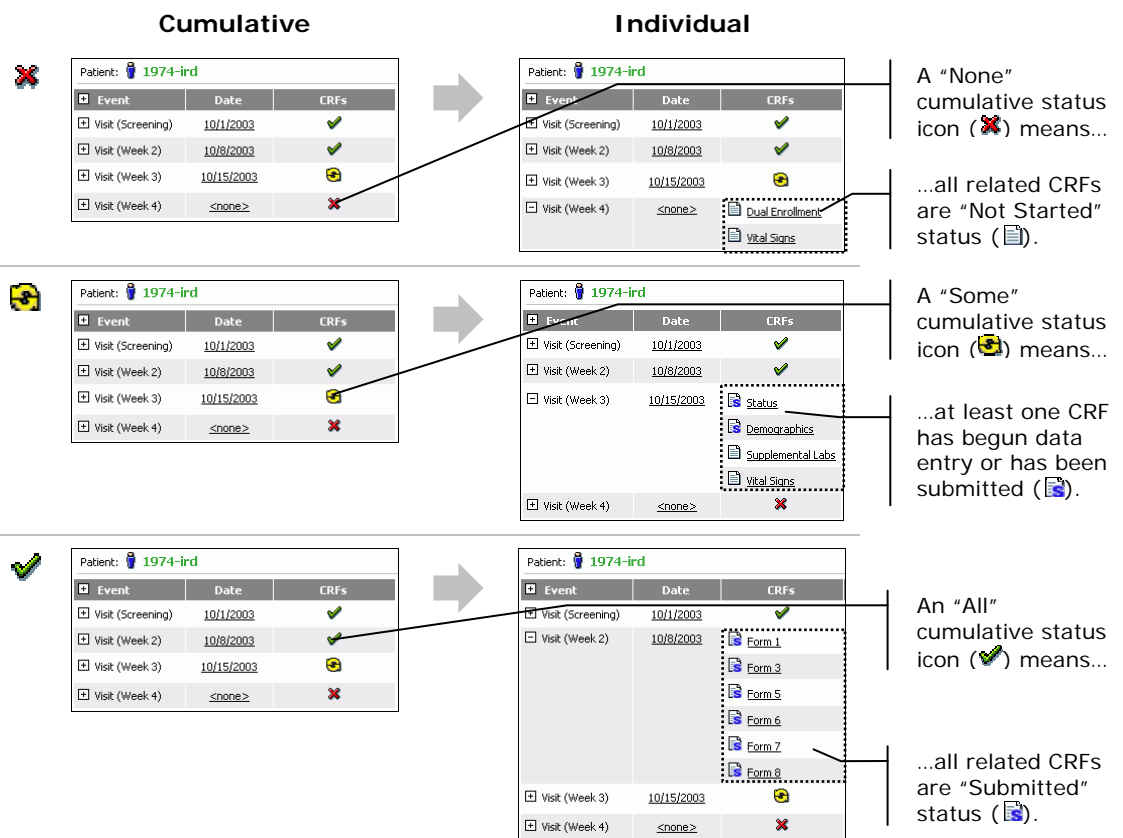 Cumulative
Individual
Patient: 1974-ird
Event Date CRFs
Visit (Screening) 10/1/2003
Visit (Week 2) 10/8/2003
Visit (Week 3) 10/15/2003
Visit (Week 4) <none>
Patient: 1974-ird
Event Date CRFs
Visit (Screening) 10/1/2003
Visit (Week 2) 10/8/2003
Visit (Week 3) 10/15/2003
Visit (Week 4) <none> Dual Enrollment
Vital Signs
A “None”
cumulative status
icon ( ) means…
…all related CRFs
are “Not Started”
status ( ).
Patient: 1974-ird
Event Date CRFs
Visit (Screening) 10/1/2003
Visit (Week 2) 10/8/2003
Visit (Week 3) 10/15/2003
Visit (Week 4) <none>
Patient: 1974-ird
Event Date CRFs
Visit (Screening) 10/1/2003
Visit (Week 2) 10/8/2003
Visit (Week 3) 10/15/2003 Status
Demographics
Supplemental Labs
Vital Signs
Visit (Week 4) <none>
A “Some”
cumulative status
icon ( ) means…
…at least one CRF
has begun data
entry or has been
submitted ( ).
Patient: 1974-ird
Event Date CRFs
Visit (Screening) 10/1/2003
Visit (Week 2) 10/8/2003
Visit (Week 3) 10/15/2003
Visit (Week 4) <none>
Patient: 1974-ird
Event Date CRFs
Visit (Screening) 10/1/2003
Visit (Week 2) 10/8/2003 Form 1
Form 3
Form 5
Form 6
Form 7
Form 8
Visit (Week 3) 10/15/2003
Visit (Week 4) <none>
An “All”
cumulative status
icon ( ) means…
…all related CRFs
are “Submitted”
status ( ).